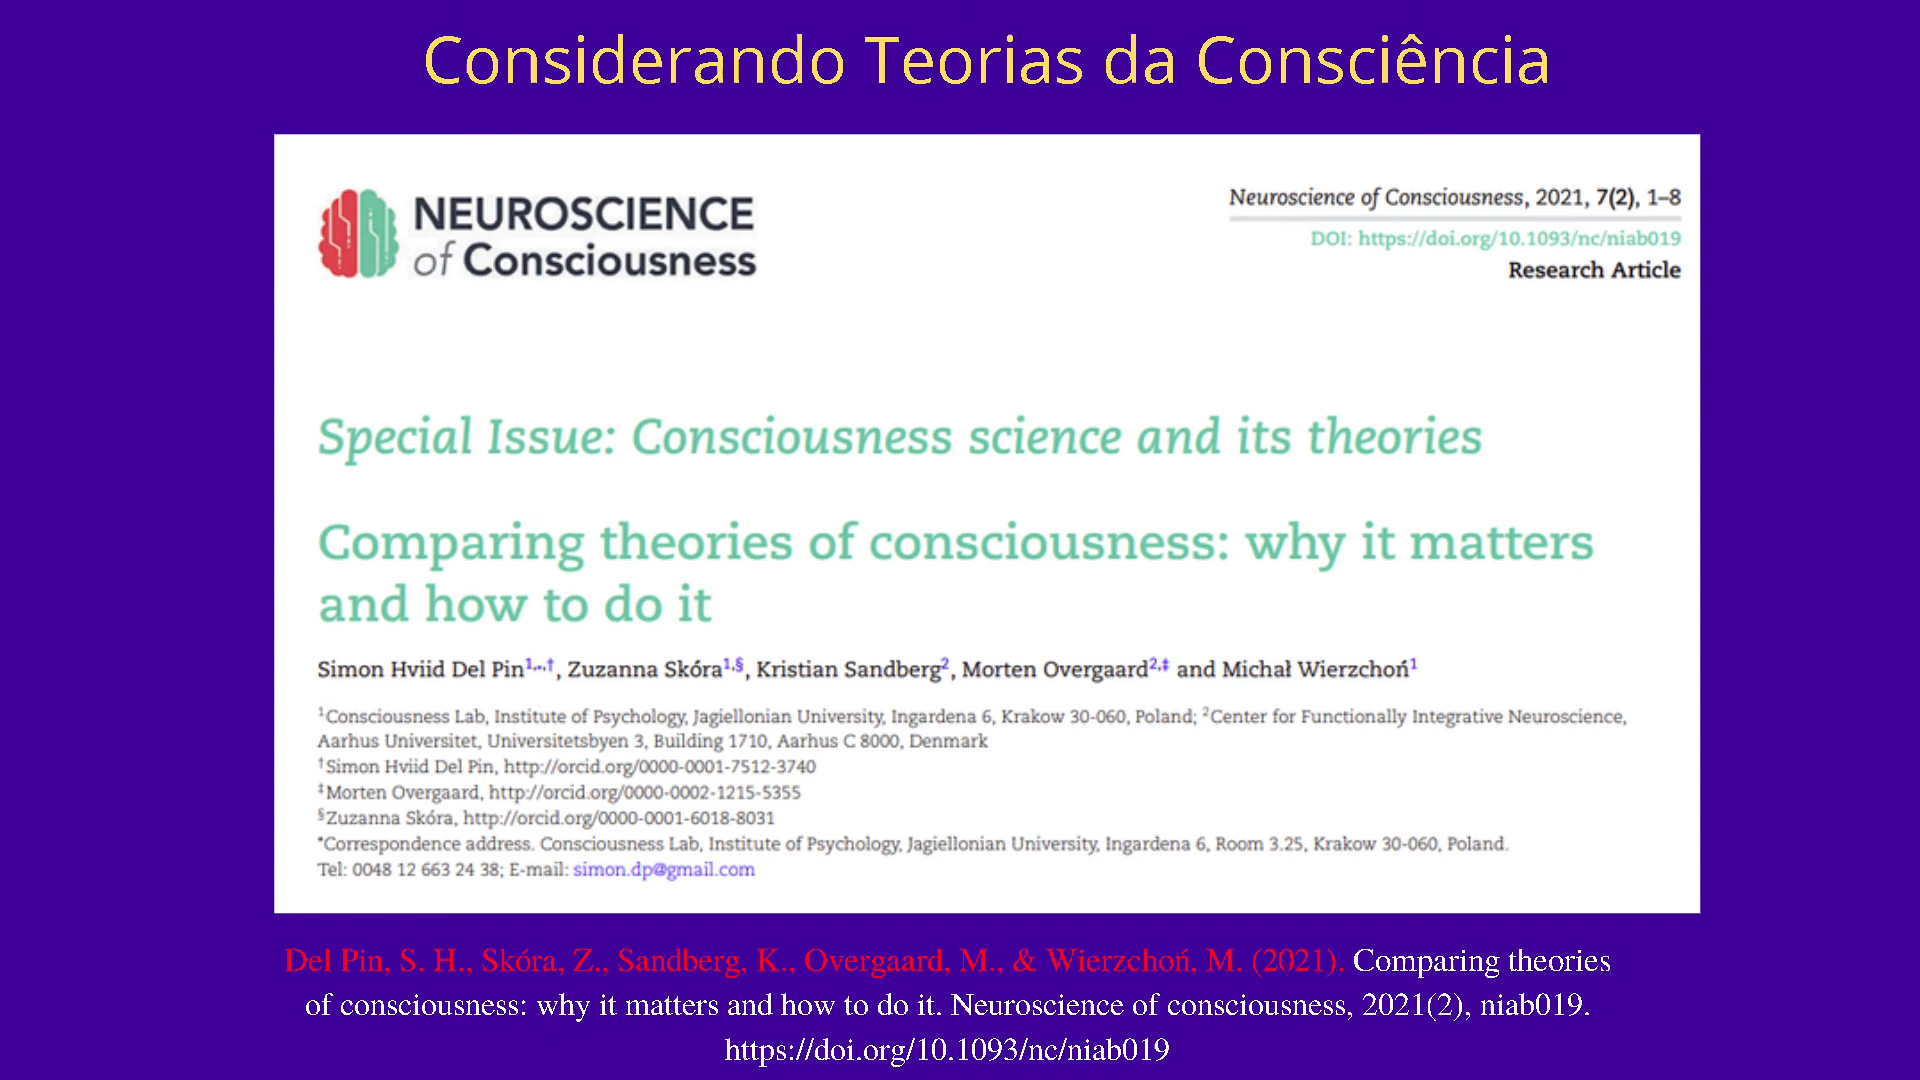 Considerando Teorias da Consciência
NEUROSCIENCE
of Consciousness
Neuroscience of Consciousness, 2021, 7(2), 1–8
DOI: https://doi.org/10.1093/nc/niab019
Research Article
Special Issue: Consciousness science and its theories
Comparing theories of consciousness: why it matters
and how to do it
Simon Hviid Del Pin1,*,†, Zuzanna Skóra1,§, Kristian Sandberg2, Morten Overgaard2,‡ and Michał Wierzchoń1
1Consciousness Lab, Institute of Psychology, Jagiellonian University, Ingardena 6, Krakow 30-060, Poland; 2Center for Functionally Integrative Neuroscience,
Aarhus Universitet, Universitetsbyen 3, Building 1710, Aarhus C 8000, Denmark
†Simon Hviid Del Pin, http://orcid.org/0000-0001-7512-3740
‡Morten Overgaard, http://orcid.org/0000-0002-1215-5355
§Zuzanna Skóra, http://orcid.org/0000-0001-6018-8031
*Correspondence address. Consciousness Lab, Institute of Psychology, Jagiellonian University, Ingardena 6, Room 3.25, Krakow 30-060, Poland.
Tel: 0048 12 663 24 38; E-mail: simon.dp@gmail.com
Del Pin, S. H., Skóra, Z., Sandberg, K., Overgaard, M., & Wierzchoń, M. (2021). Comparing theories
of consciousness: why it matters and how to do it. Neuroscience of consciousness, 2021(2), niab019.
https://doi.org/10.1093/nc/niab019